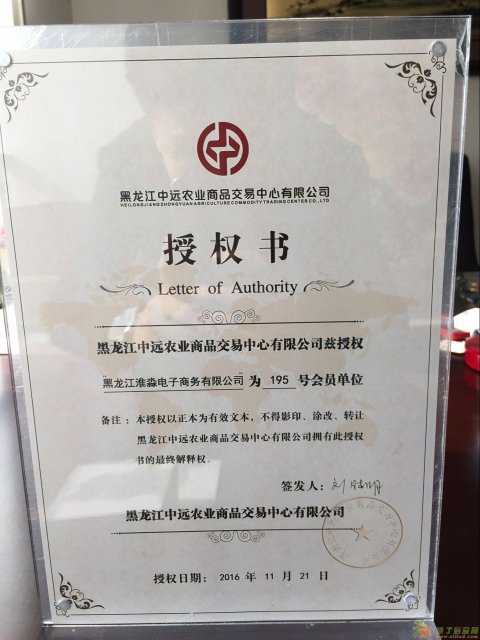 黑龙江中远农业商品交易中心有限公司
HEILONGJIANGZHONGYUAN AGRICULTURE COMMODITY TRADING CENTER CO., LTD
授权书
Letter of Authority
黑龙江中远农业商品交易中心有限公司兹授权
黑龙江淮淼电子商务有限公司 为 195 号会员单位
备注：本授权以正本为有效文本，不得影印、涂改、转让
黑龙江中远农业商品交易中心有限公司拥有此授权
书的最终解释权。
签发人：
黑龙江中远农业商品交易中心有限公司
授权日期：2016 年 11 月 21 日